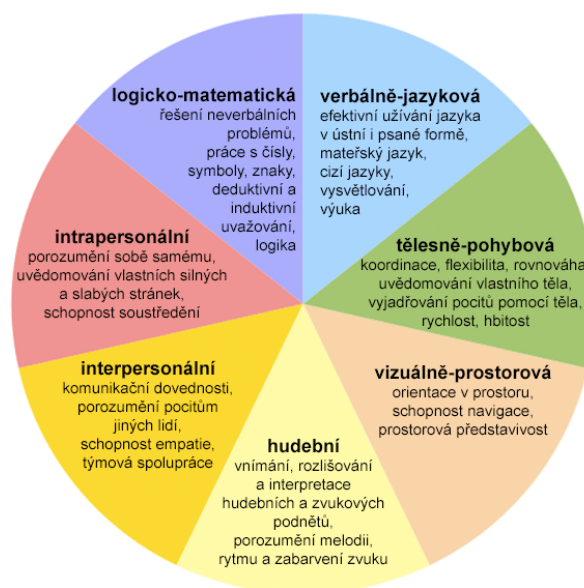 logicko-matematická
řešení neverbálních
problémů,
práce s čísly,
symboly, znaky,
deduktivní a
induktivní
uvažování,
logika
verbálně-jazyková
efektivní užívání jazyka
v ústní i psané formě,
mateřský jazyk,
cizí jazyky,
vysvětlování,
výuka
tělesně-pohybová
koordinace, flexibilita, rovnováha,
uvědomování vlastního těla,
vyjadřování pocitů pomocí těla,
rychlost, hbitost
vizuálně-prostorová
orientace v prostoru,
schopnost navigace,
prostorová představivost
hudební
vnímání, rozlišování
a interpretace
hudebních a zvukových
podnětů,
porozumění melodii,
rytmu a zabarvení zvuku
interpersonální
komunikační dovednosti,
porozumění pocitům
jiných lidí,
schopnost empatie,
týmová spolupráce
intrapersonální
porozumění sobě samému,
uvědomování vlastních silných
a slabých stránek,
schopnost soustředění